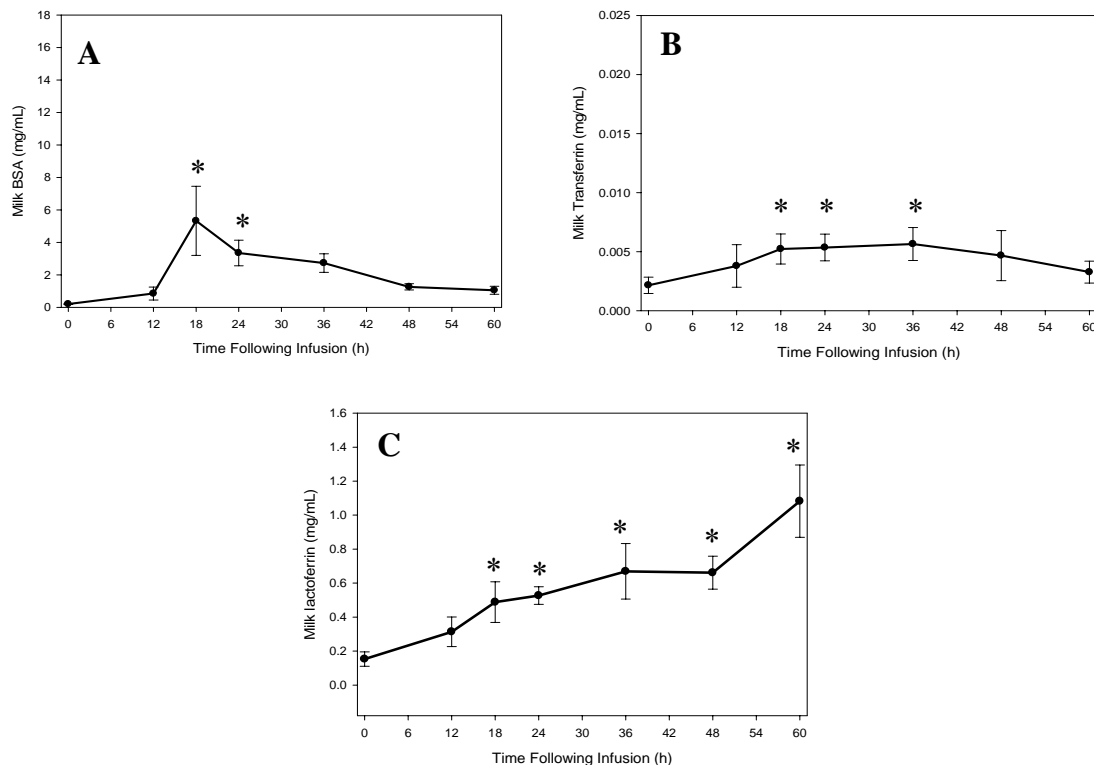 A
Milk BSA (mg/mL)
18
16
14
12
10
8
6
4
2
0
*
*
0 6 12 18 24 30 36 42 48 54 60
Time Following Infusion (h)
B
Milk Transferrin (mg/mL)
0.025
0.020
0.015
0.010
0.005
0.000
* * *
0 6 12 18 24 30 36 42 48 54 60
Time Following Infusion (h)
C
Milk lactoferrin (mg/mL)
1.6
1.4
1.2
1.0
0.8
0.6
0.4
0.2
0.0
* * * * *
0 6 12 18 24 30 36 42 48 54 60
Time Following Infusion (h)